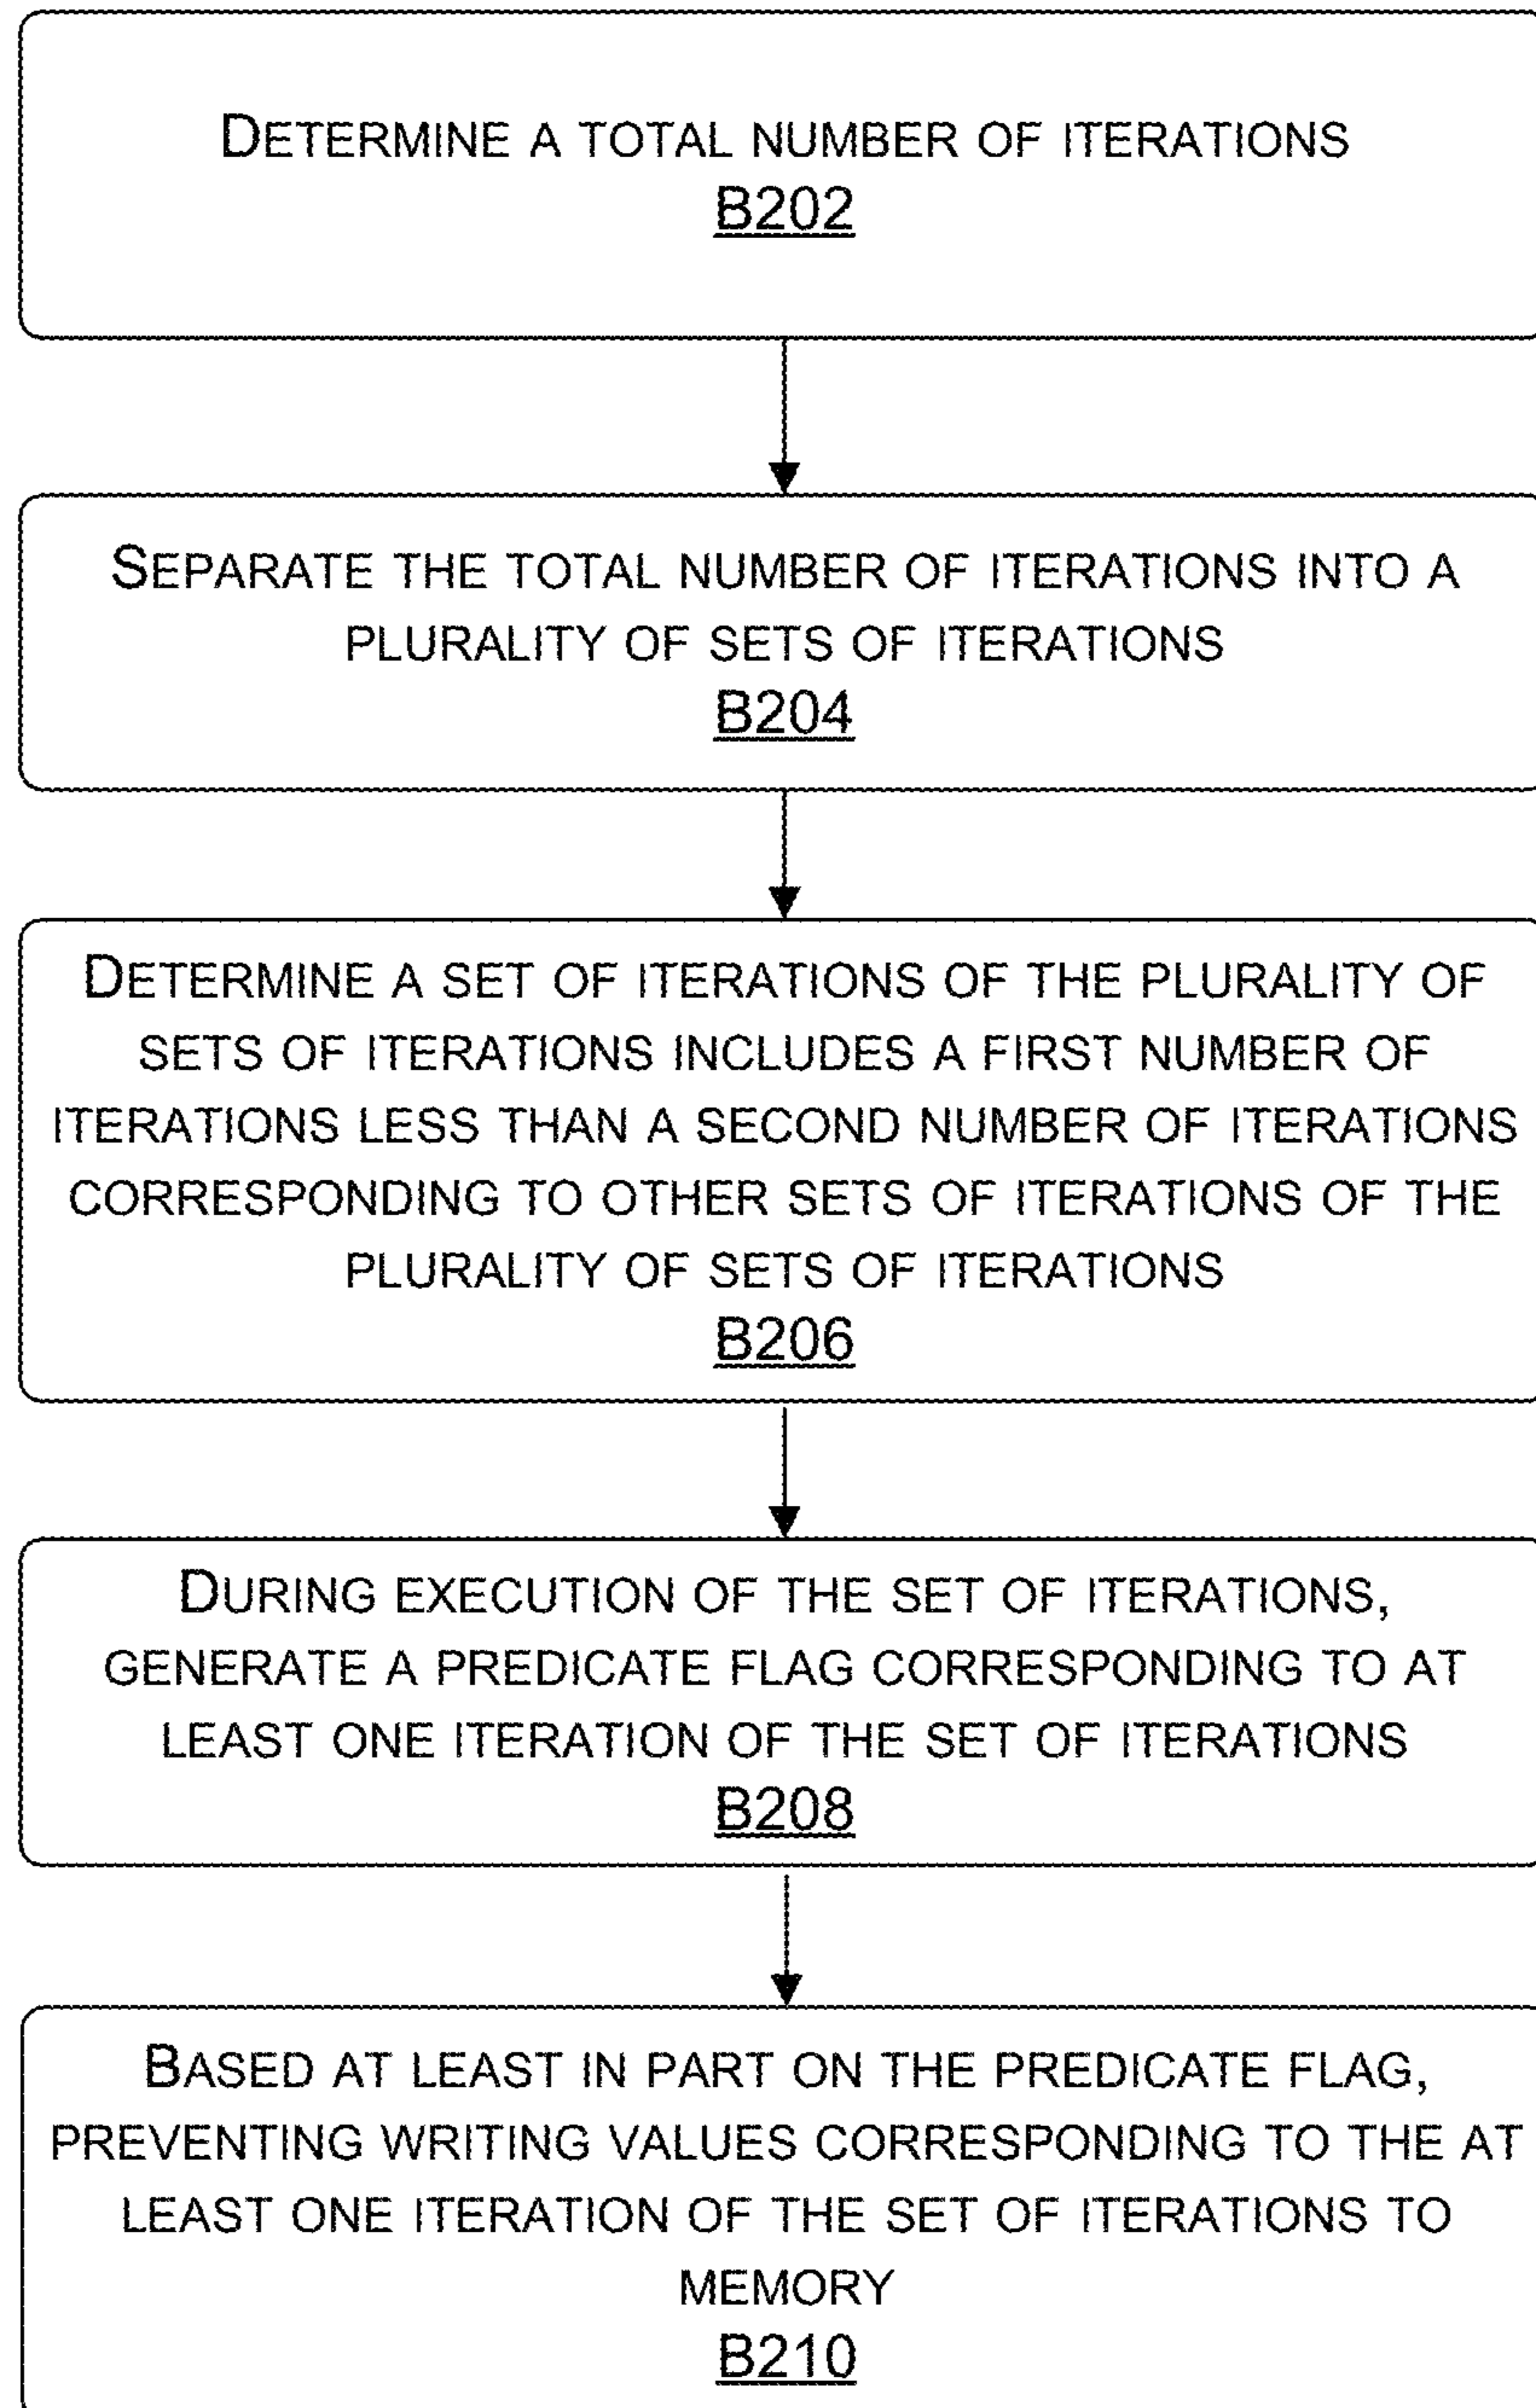 DETERMINE A TOTAL NUMBER OF ITERATIONS
B202
SEPARATE THE TOTAL NUMBER OF ITERATIONS INTO A
PLURALITY OF SETS OF ITERATIONS
B204
DETERMINE A SET OF ITERATIONS OF THE PLURALITY OF
SETS OF ITERATIONS INCLUDES A FIRST NUMBER OF
ITERATIONS LESS THAN A SECOND NUMBER OF ITERATIONS
CORRESPONDING TO OTHER SETS OF ITERATIONS OF THE
PLURALITY OF SETS OF ITERATIONS
B206
DURING EXECUTION OF THE SET OF ITERATIONS,
GENERATE A PREDICATE FLAG CORRESPONDING TO AT
LEAST ONE ITERATION OF THE SET OF ITERATIONS
B208
BASED AT LEAST IN PART ON THE PREDICATE FLAG,
PREVENTING WRITING VALUES CORRESPONDING TO THE AT
LEAST ONE ITERATION OF THE SET OF ITERATIONS TO
MEMORY
B210